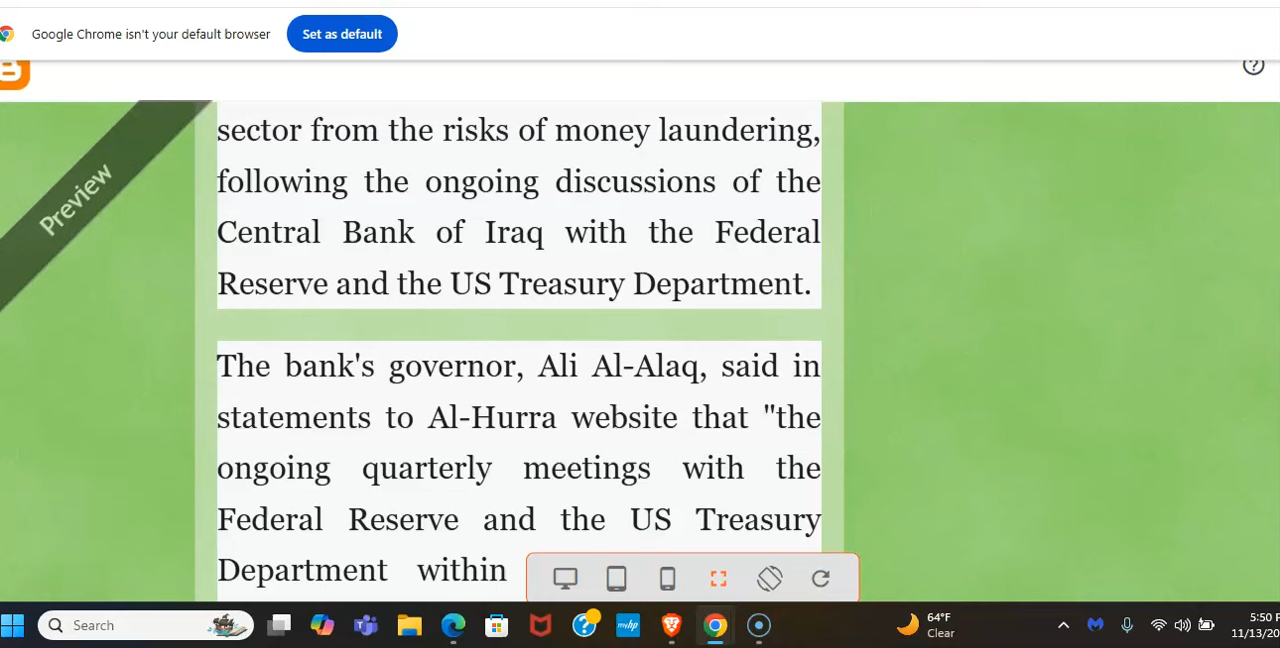 Google Chrome isn't your default browser
Set as default
Preview
sector from the risks of money laundering,
following the ongoing discussions of the
Central Bank of Iraq with the Federal
Reserve and the US Treasury Department.
The bank's governor, Ali Al-Alaq, said in
statements to Al-Hurra website that "the
ongoing quarterly meetings with the
Federal Reserve and the US Treasury
Department within
Search
myhp
64°F
Clear
5:50 P
11/13/20